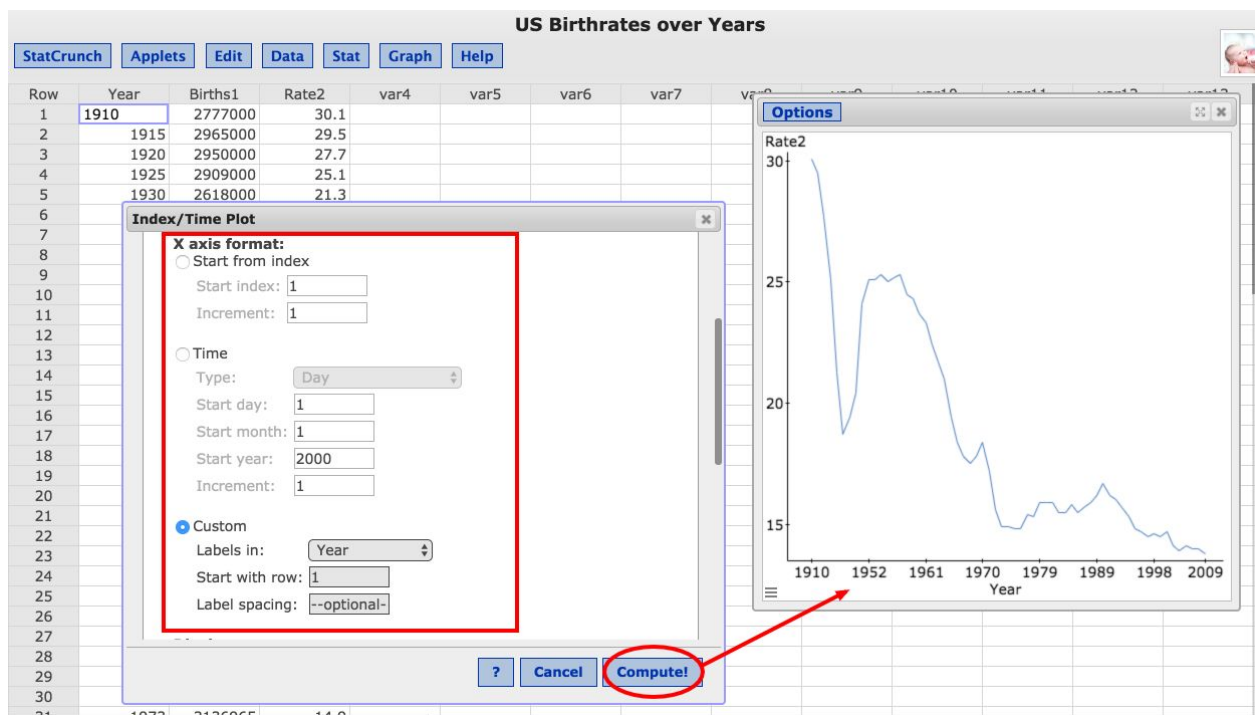 US Birthrates over Years
StatCrunch Applets Edit Data Stat Graph Help
Row Year Births1 Rate2 var4 var5 var6 var7
1 1910 2777000 30.1
2 1915 2965000 29.5
3 1920 2950000 27.7
4 1925 2909000 25.1
5 1930 2618000 21.3
6
7
8
9
10
11
12
13
14
15
16
17
18
19
20
21
22
23
24
25
26
27
28
29
30
Index/Time Plot
X axis format:
Start from index
Start index: 1
Increment: 1
Time
Type: Day
Start day: 1
Start month: 1
Start year: 2000
Increment: 1
Custom
Labels in: Year
Start with row: 1
Label spacing: --optional-
? Cancel Compute!
Options
Rate2
30
25
20
15
1910 1952 1961 1970 1979 1989 1998 2009
Year